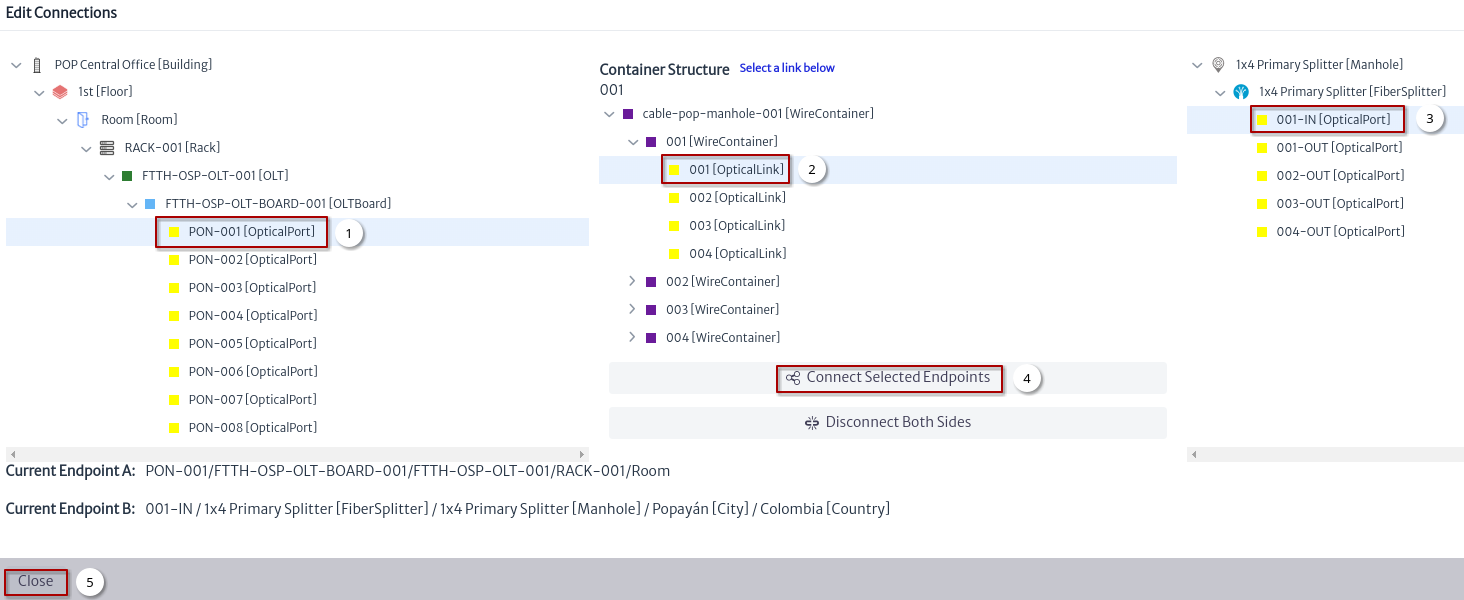 Edit Connections
POP Central Office [Building]
1st [Floor]
Room [Room]
RACK-001 [Rack]
FTTH-OSP-OLT-001 [OLT]
FTTH-OSP-OLT-BOARD-001 [OLTBoard]
PON-001 [OpticalPort]
1
PON-002 [OpticalPort]
PON-003 [OpticalPort]
PON-004 [OpticalPort]
PON-005 [OpticalPort]
PON-006 [OpticalPort]
PON-007 [OpticalPort]
PON-008 [OpticalPort]
Container Structure Select a link below
001
cable-pop-manhole-001 [WireContainer]
001 [WireContainer]
001 [OpticalLink]
2
002 [OpticalLink]
003 [OpticalLink]
004 [OpticalLink]
002 [WireContainer]
003 [WireContainer]
004 [WireContainer]
Connect Selected Endpoints
4
Disconnect Both Sides
1x4 Primary Splitter [Manhole]
1x4 Primary Splitter [FiberSplitter]
001-IN [OpticalPort]
3
001-OUT [OpticalPort]
002-OUT [OpticalPort]
003-OUT [OpticalPort]
004-OUT [OpticalPort]
Current Endpoint A: PON-001/FTTH-OSP-OLT-BOARD-001/FTTH-OSP-OLT-001/RACK-001/Room
Current Endpoint B: 001-IN / 1x4 Primary Splitter [FiberSplitter] / 1x4 Primary Splitter [Manhole] / Popayán [City] / Colombia [Country]
Close
5